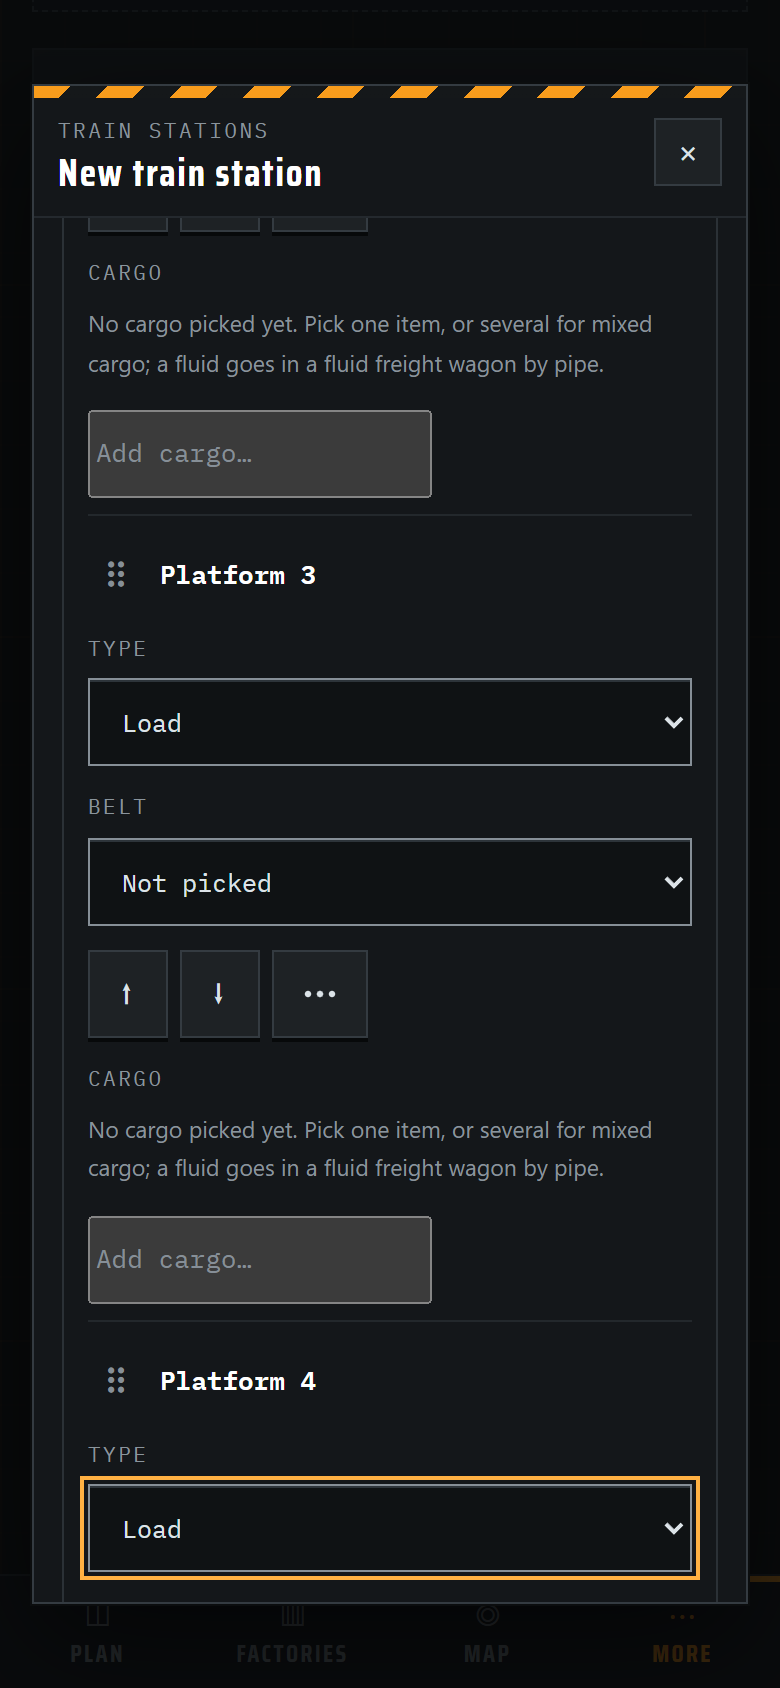 TRAIN STATIONS
New train station
×
CARGO
No cargo picked yet. Pick one item, or several for mixed
cargo; a fluid goes in a fluid freight wagon by pipe.
Add cargo…
Platform 3
TYPE
Load
BELT
Not picked
↑ ↓ •••
CARGO
No cargo picked yet. Pick one item, or several for mixed
cargo; a fluid goes in a fluid freight wagon by pipe.
Add cargo…
Platform 4
TYPE
Load
PLAN FACTORIES MAP MORE